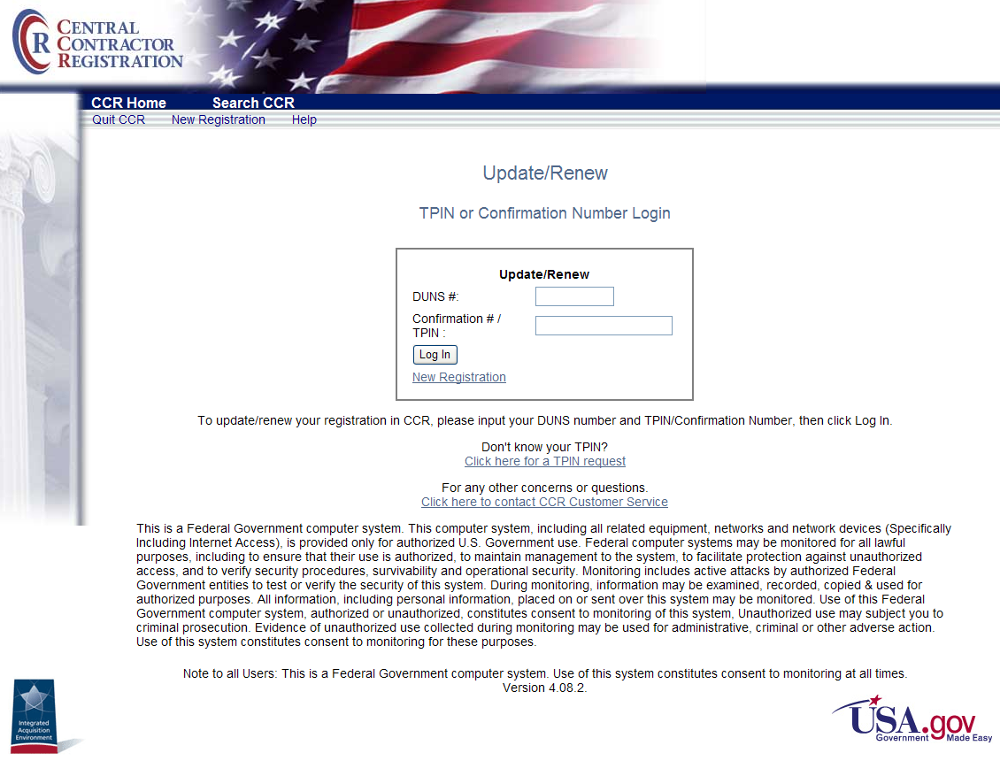 CENTRAL
CONTRACTOR
REGISTRATION
CR
CCR Home Search CCR
Quit CCR New Registration Help
Update/Renew
TPIN or Confirmation Number Login
Update/Renew
DUNS #:
Confirmation # /
TPIN :
Log In
New Registration
To update/renew your registration in CCR, please input your DUNS number and TPIN/Confirmation Number, then click Log In.
Don't know your TPIN?
Click here for a TPIN request
For any other concerns or questions.
Click here to contact CCR Customer Service
This is a Federal Government computer system. This computer system, including all related equipment, networks and network devices (Specifically
Including Internet Access), is provided only for authorized U.S. Government use. Federal computer systems may be monitored for all lawful
purposes, including to ensure that their use is authorized, to maintain management to the system, to facilitate protection against unauthorized
access, and to verify security procedures, survivability and operational security. Monitoring includes active attacks by authorized Federal
Government entities to test or verify the security of this system. During monitoring, information may be examined, recorded, copied & used for
authorized purposes. All information, including personal information, placed on or sent over this system may be monitored. Use of this Federal
Government computer system, authorized or unauthorized, constitutes consent to monitoring of this system, Unauthorized use may subject you to
criminal prosecution. Evidence of unauthorized use collected during monitoring may be used for administrative, criminal or other adverse action.
Use of this system constitutes consent to monitoring for these purposes.
Note to all Users: This is a Federal Government computer system. Use of this system constitutes consent to monitoring at all times.
Version 4.08.2.
Integrated
Acquisition
Environment
USA.gov
Government Made Easy